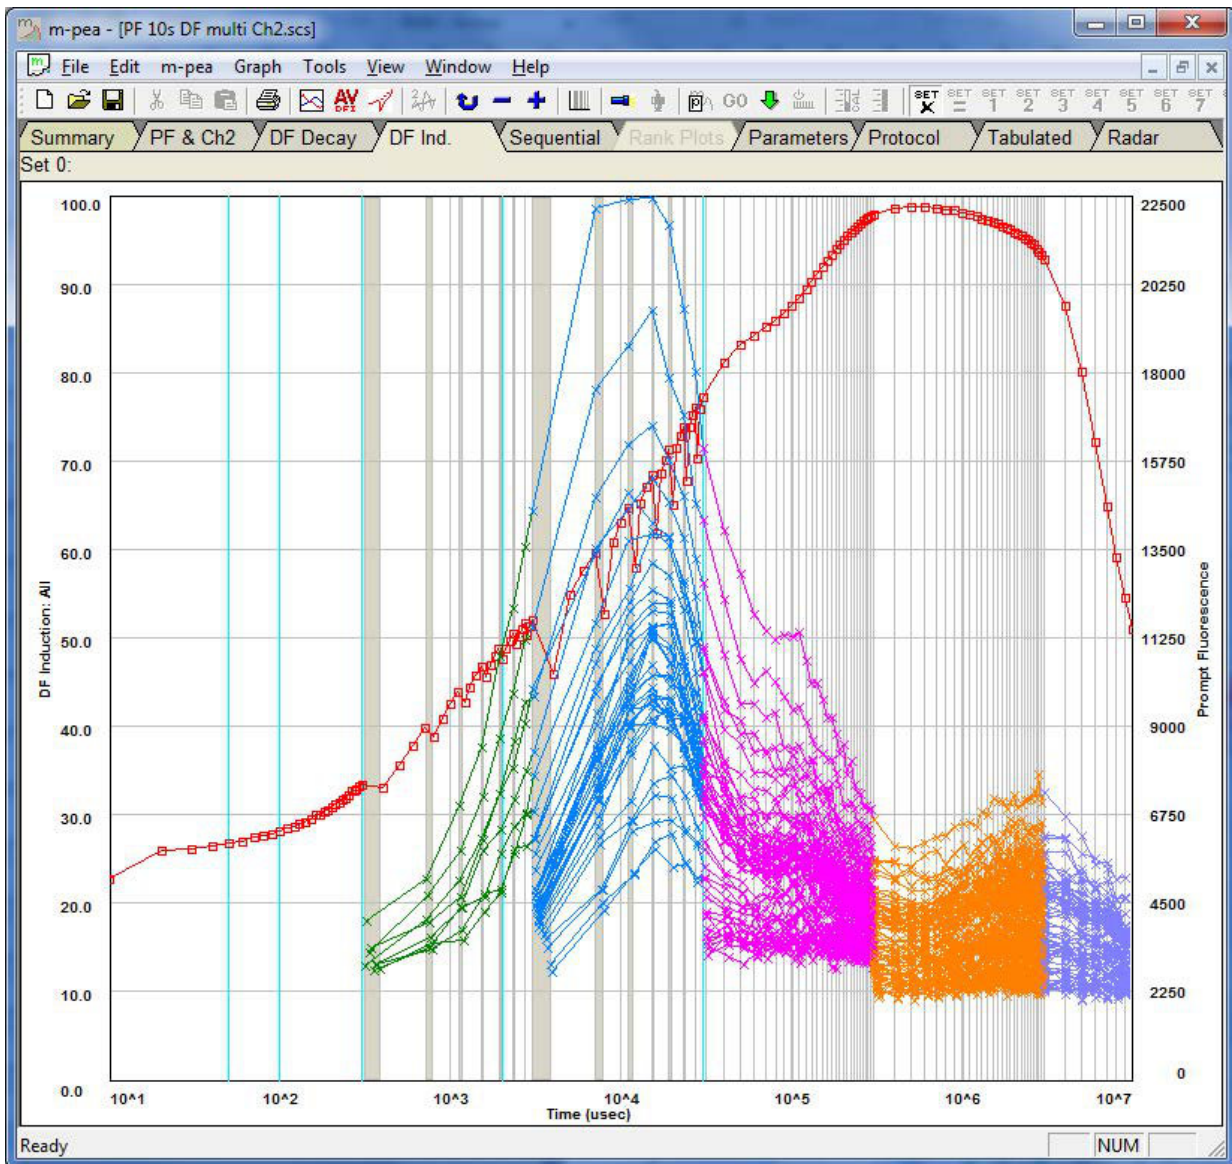 m-pea - [PF 10s DF multi Ch2.scs]
File Edit m-pea Graph Tools View Window Help
AV DFI GO SET X SET = SET 1 SET 2 SET 3 SET 4 SET 5 SET 6 SET 7
Summary PF & Ch2 DF Decay DF Ind. Sequential Rank Plots Parameters Protocol Tabulated Radar
Set 0:
100.0 22500
90.0 20250
80.0 18000
70.0 15750
60.0 13500
50.0 11250
40.0 9000
30.0 6750
20.0 4500
10.0 2250
0.0 0
DF Induction: All
Prompt Fluorescence
10^1 10^2 10^3 10^4 10^5 10^6 10^7
Time (usec)
Ready NUM